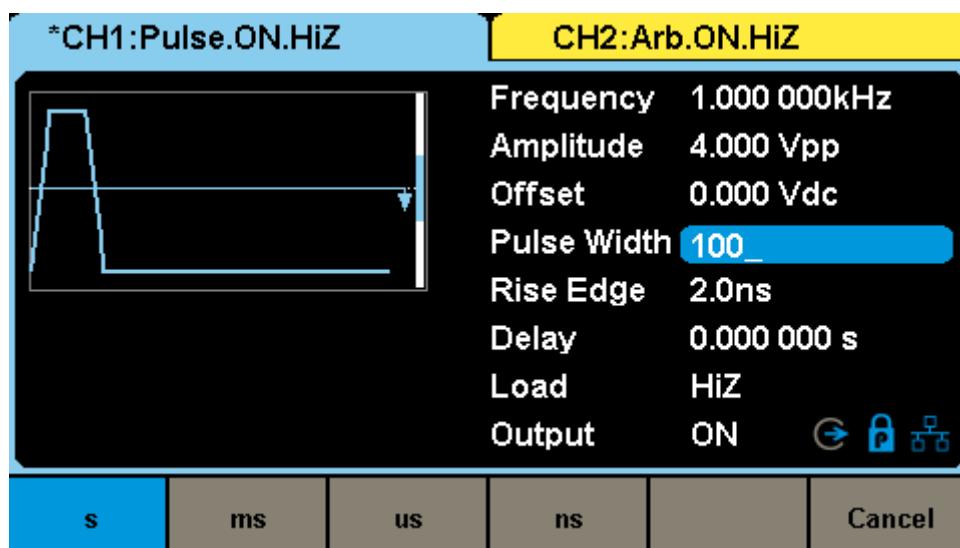 *CH1:Pulse.ON.HiZ CH2:Arb.ON.HiZ
Frequency 1.000 000kHz
Amplitude 4.000 Vpp
Offset 0.000 Vdc
Pulse Width 100_
Rise Edge 2.0ns
Delay 0.000 000 s
Load HiZ
Output ON
s ms us ns Cancel